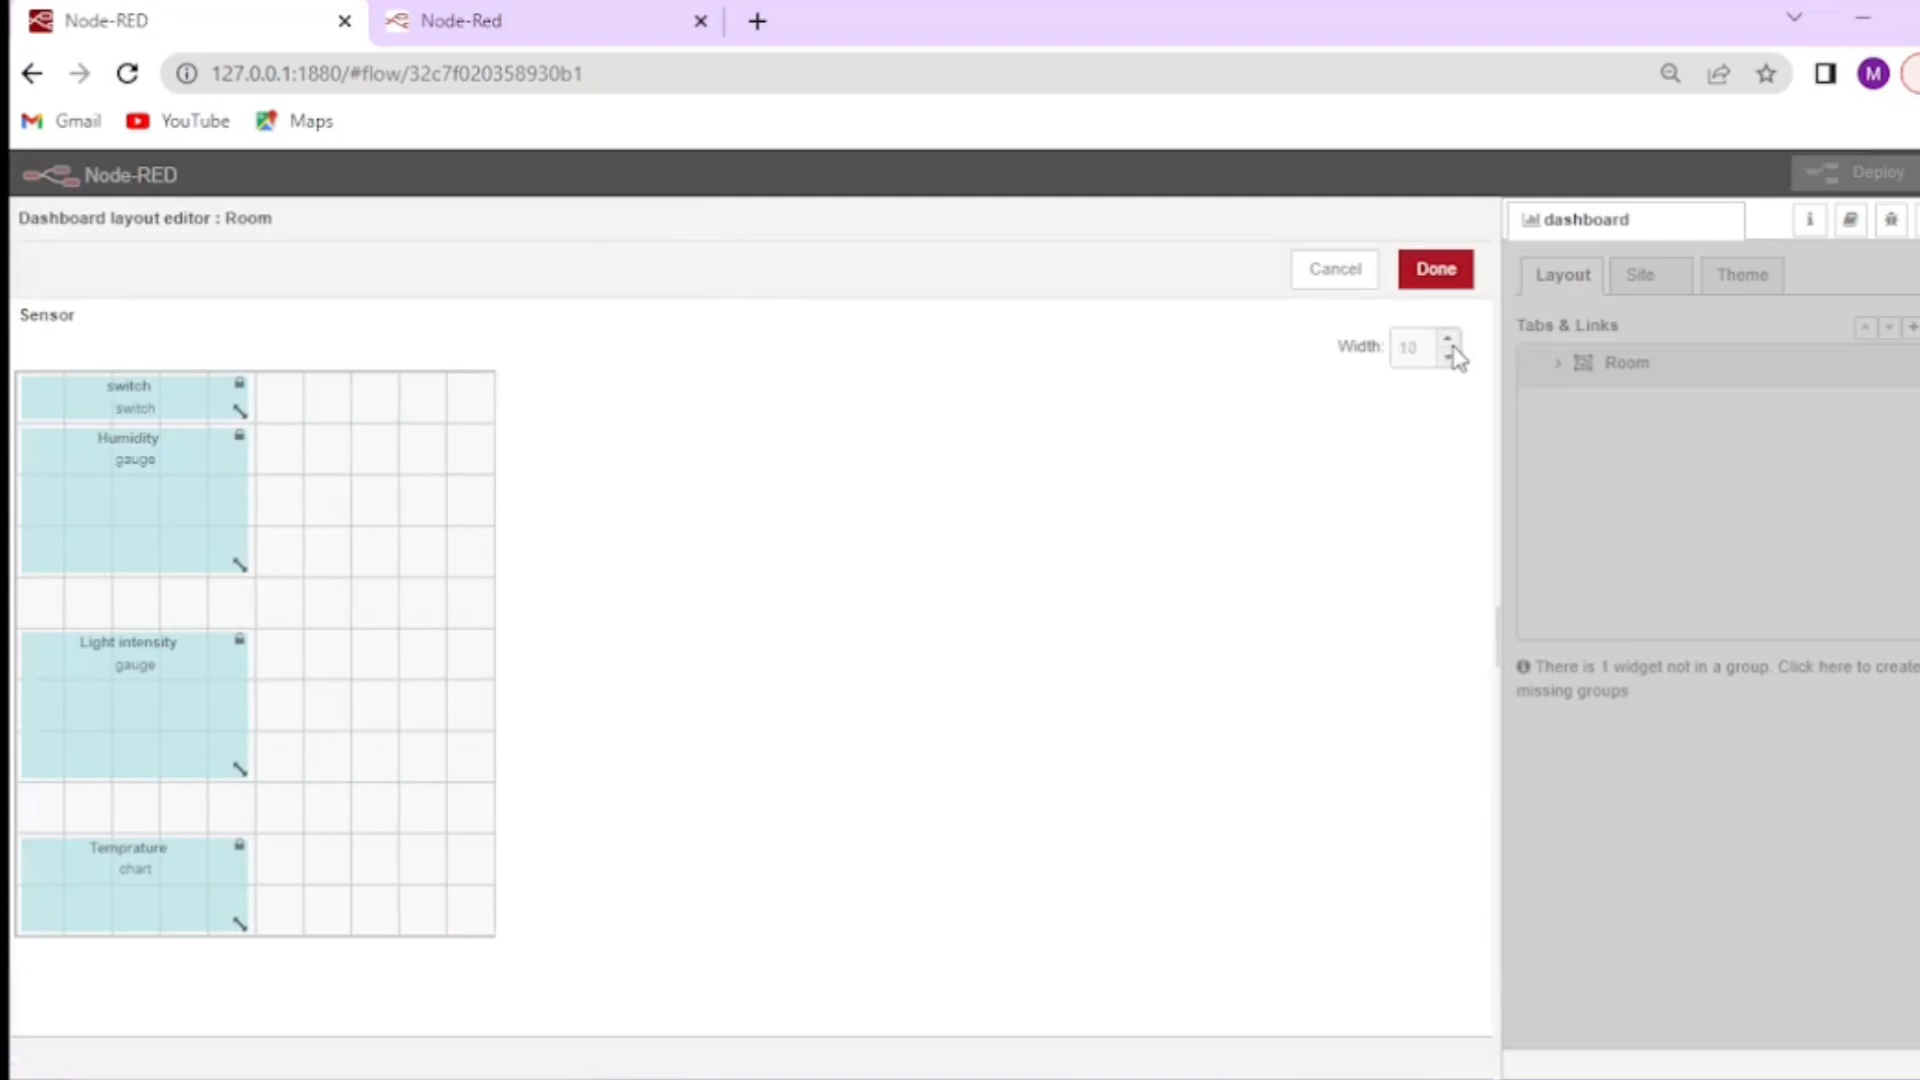 Node-RED
Node-Red
127.0.0.1:1880/#flow/32c7f020358930b1
M
Gmail
YouTube
Maps
Node-RED
Deploy
Dashboard layout editor : Room
dashboard
Cancel
Done
Layout
Site
Theme
Sensor
Tabs & Links
Width:
Room
switch
switch
Humidity
gauge
Light intensity
gauge
There is 1 widget not in a group. Click here to create
missing groups
Temprature
chart